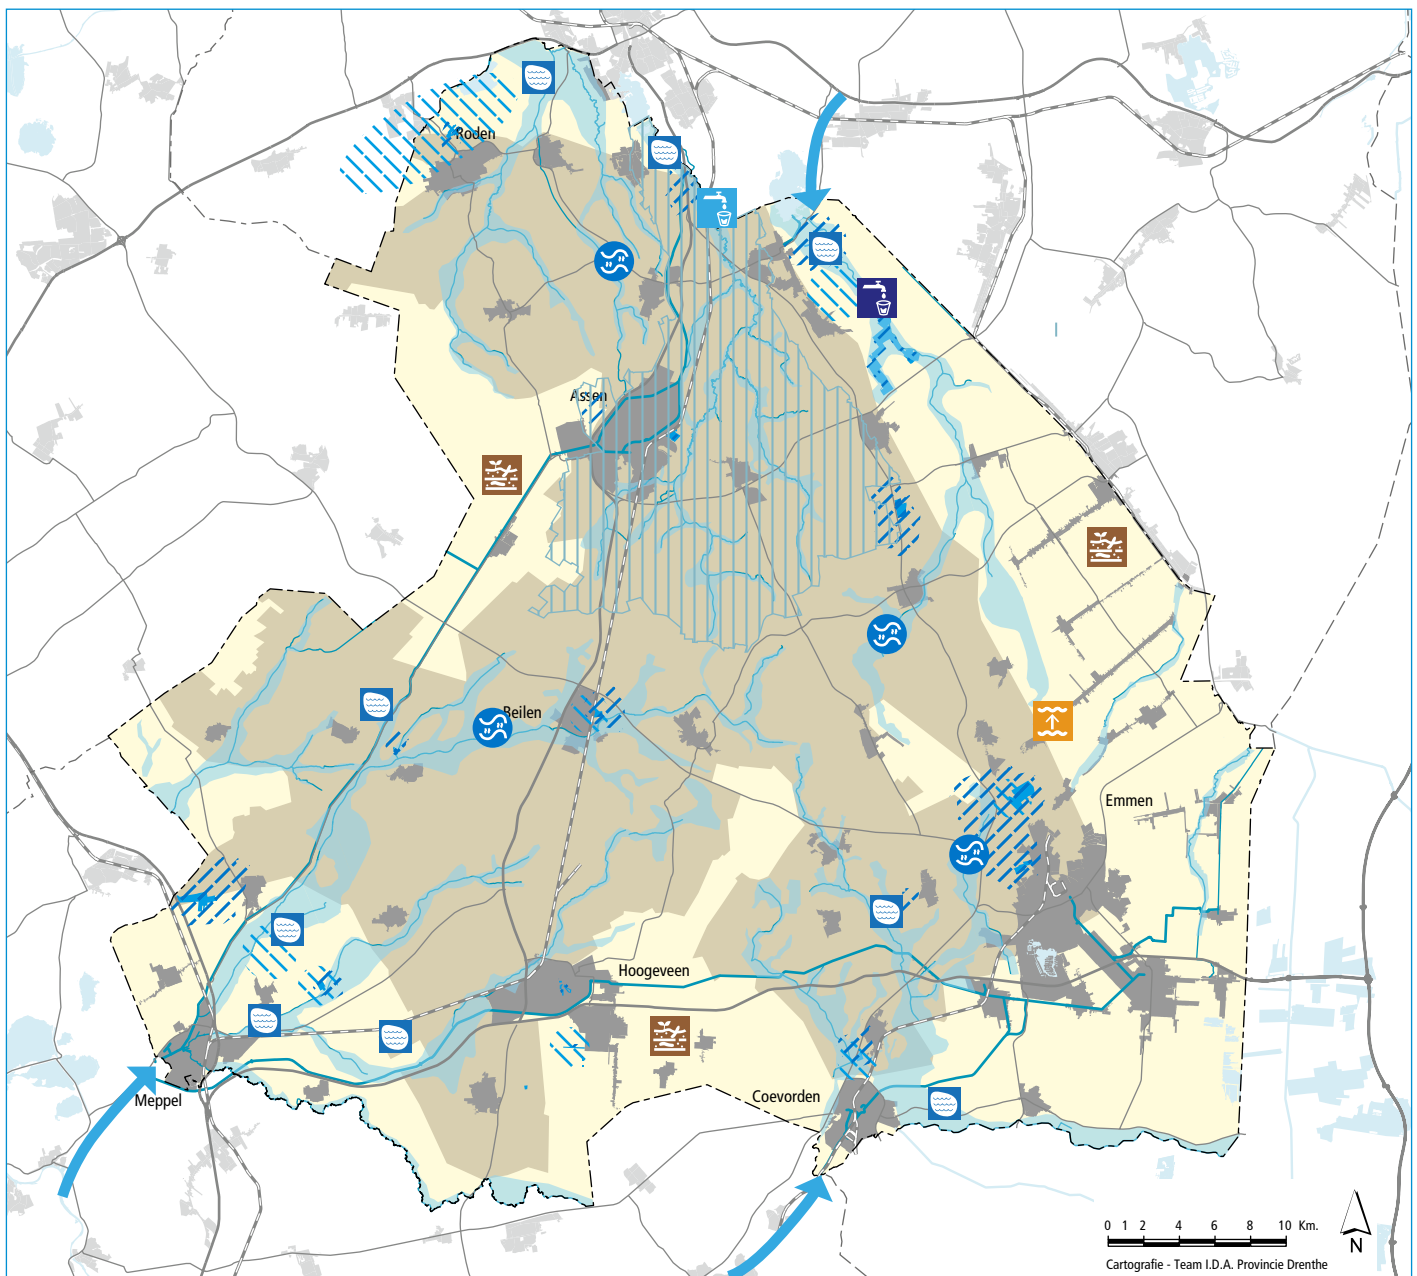 Roden
Assen
Beilen
Emmen
Hoogeveen
Coevorden
Meppel
0 1 2 4 6 8 10 Km.
N
Cartografie - Team I.D.A. Provincie Drenthe